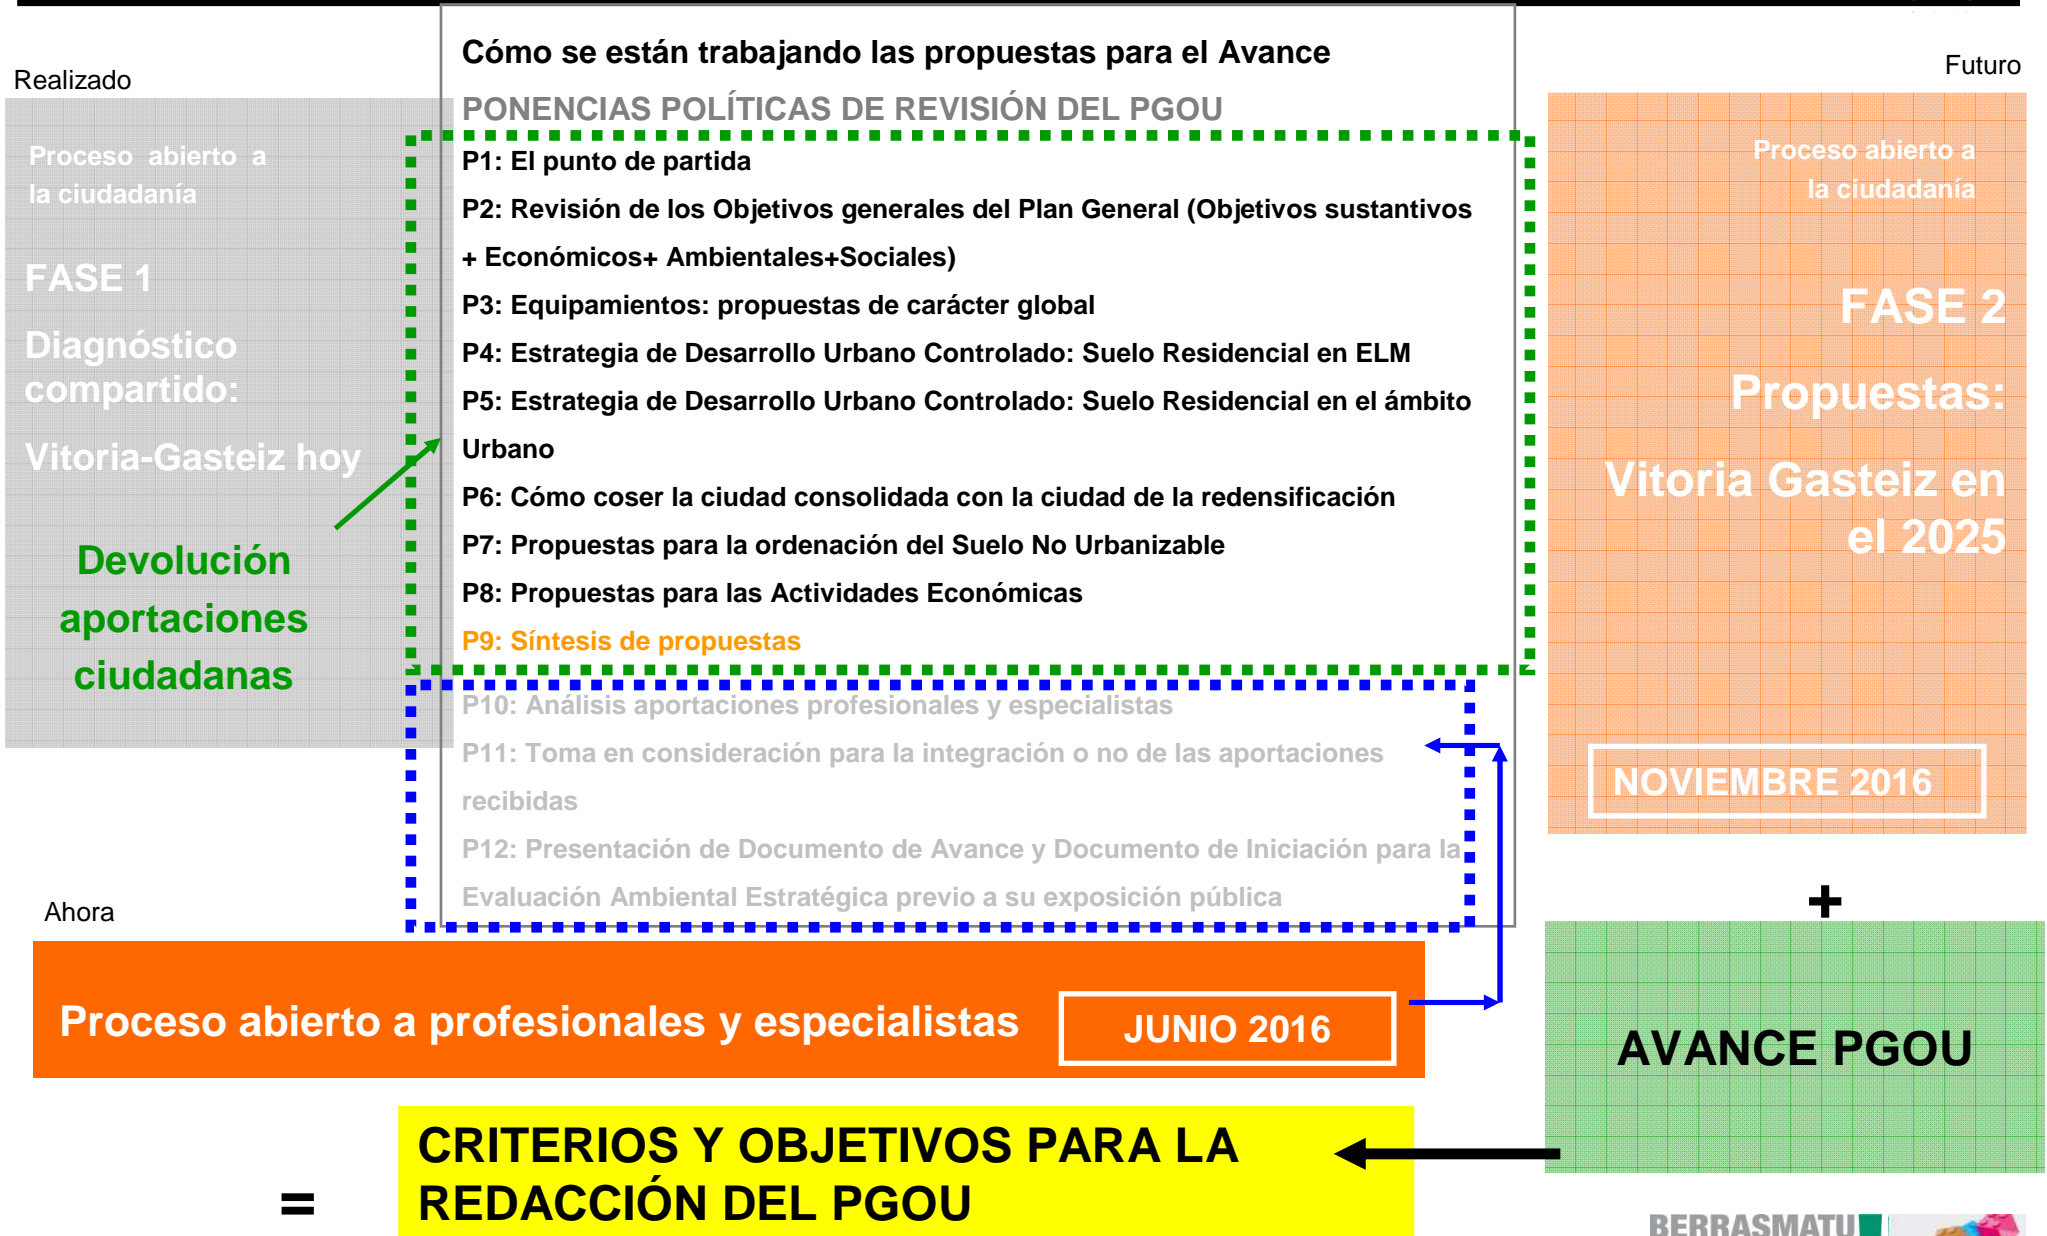 Cómo se están trabajando las propuestas para el Avance
PONENCIAS POLÍTICAS DE REVISIÓN DEL PGOU
Realizado
Proceso abierto a
la ciudadanía
FASE 1
Diagnóstico
compartido:
Vitoria-Gasteiz hoy
Devolución
aportaciones
ciudadanas
P1: El punto de partida
P2: Revisión de los Objetivos generales del Plan General (Objetivos sustantivos
+ Económicos+ Ambientales+Sociales)
P3: Equipamientos: propuestas de carácter global
P4: Estrategia de Desarrollo Urbano Controlado: Suelo Residencial en ELM
P5: Estrategia de Desarrollo Urbano Controlado: Suelo Residencial en el ámbito
Urbano
P6: Cómo coser la ciudad consolidada con la ciudad de la redensificación
P7: Propuestas para la ordenación del Suelo No Urbanizable
P8: Propuestas para las Actividades Económicas
P9: Síntesis de propuestas
P10: Análisis aportaciones profesionales y especialistas
P11: Toma en consideración para la integración o no de las aportaciones
recibidas
P12: Presentación de Documento de Avance y Documento de Iniciación para la
Evaluación Ambiental Estratégica previo a su exposición pública
Futuro
Proceso abierto a
la ciudadanía
FASE 2
Propuestas:
Vitoria Gasteiz en
el 2025
NOVIEMBRE 2016
+
AVANCE PGOU
Ahora
Proceso abierto a profesionales y especialistas
JUNIO 2016
=
CRITERIOS Y OBJETIVOS PARA LA
REDACCIÓN DEL PGOU
BERRASMATU